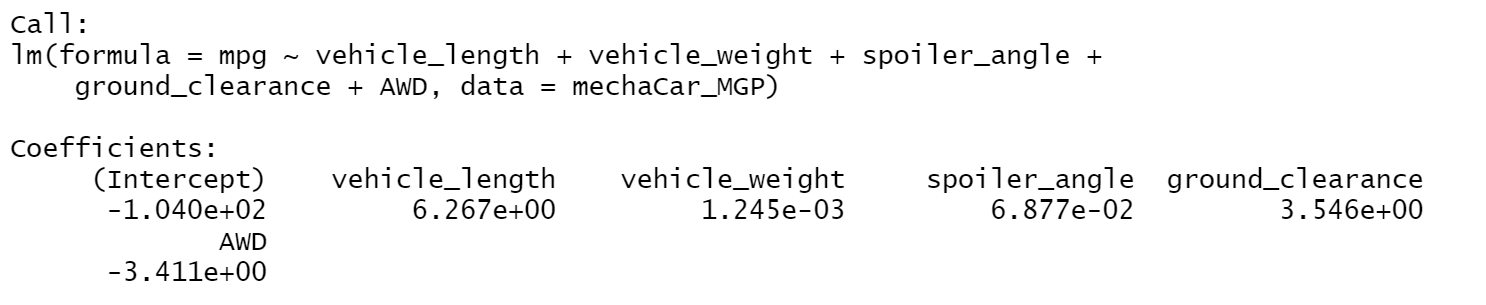 Call:
lm(formula = mpg ~ vehicle_length + vehicle_weight + spoiler_angle +
    ground_clearance + AWD, data = mechaCar_MGP)

Coefficients:
     (Intercept)    vehicle_length    vehicle_weight     spoiler_angle  ground_clearance
      -1.040e+02         6.267e+00         1.245e-03         6.877e-02         3.546e+00
             AWD
      -3.411e+00